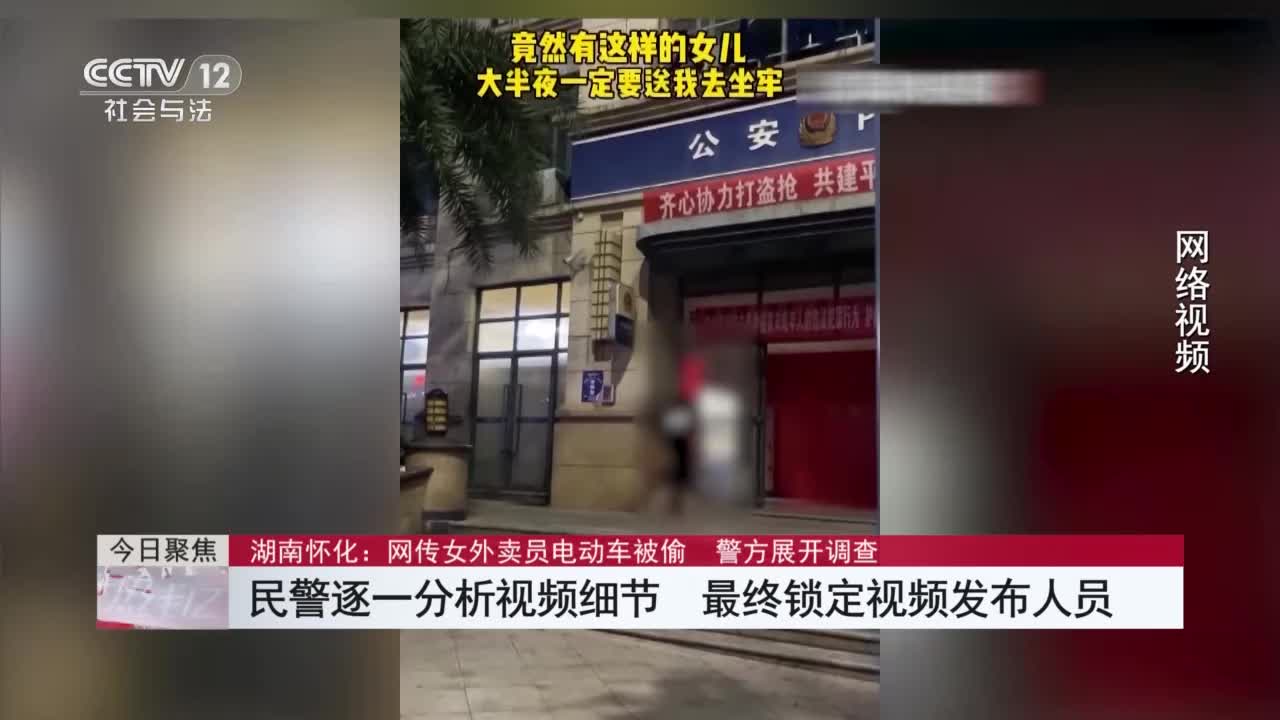 CCTV 12
社会与法
竟然有这样的女儿
大半夜一定要送我去坐牢
公安
齐心协力打盗抢 共建平
网络视频
今日聚焦
湖南怀化：网传女外卖员电动车被偷 警方展开调查
民警逐一分析视频细节 最终锁定视频发布人员